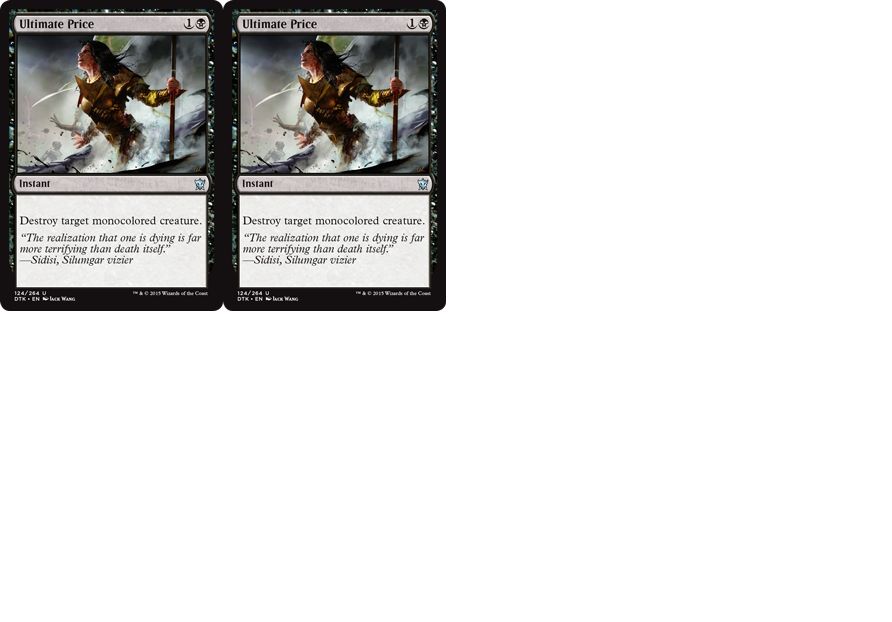 Ultimate Price 1
Instant
Destroy target monocolored creature.
“The realization that one is dying is far
more terrifying than death itself.”
—Sidisi, Silumgar vizier
124/264 U
DTK • EN Jack Wang
™ & © 2015 Wizards of the Coast
Ultimate Price 1
Instant
Destroy target monocolored creature.
“The realization that one is dying is far
more terrifying than death itself.”
—Sidisi, Silumgar vizier
124/264 U
DTK • EN Jack Wang
™ & © 2015 Wizards of the Coast